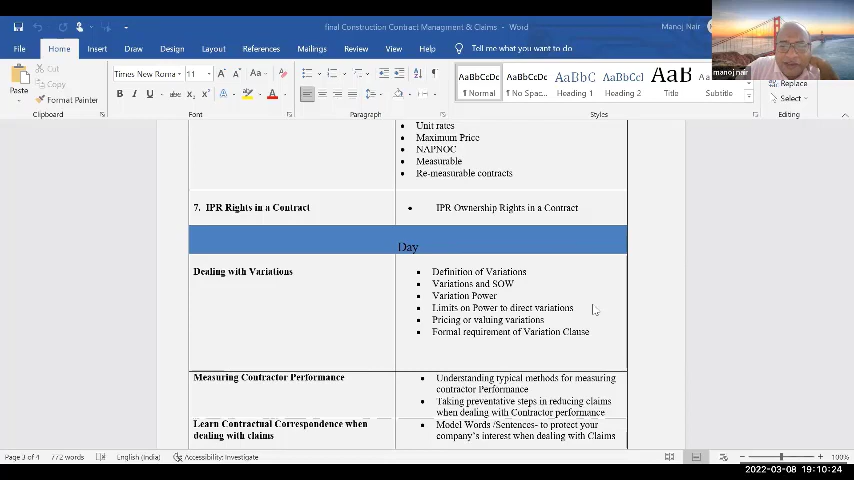 final Construction Contract Managment & Claims - Word
Manoj Nair
File Home Insert Draw Design Layout References Mailings Review View Help Tell me what you want to do
manoj nair
Paste
Cut
Copy
Format Painter
Clipboard
Times New Roma 11
Font
Paragraph
AaBbCcDc AaBbCcDc AaBbC AaBbCcl AaB
¶ Normal ¶ No Spac... Heading 1 Heading 2 Title Subtitle
Styles
Replace
Select
Editing
Unit rates
Maximum Price
NAPNOC
Measurable
Re-measurable contracts
7. IPR Rights in a Contract
IPR Ownership Rights in a Contract
Day
Dealing with Variations
Definition of Variations
Variations and SOW
Variation Power
Limits on Power to direct variations
Pricing or valuing variations
Formal requirement of Variation Clause
Measuring Contractor Performance
Understanding typical methods for measuring
contractor Performance
Taking preventative steps in reducing claims
when dealing with Contractor performance
Learn Contractual Correspondence when
dealing with claims
Model Words /Sentences- to protect your
company's interest when dealing with Claims
Page 3 of 4 772 words English (India) Accessibility: Investigate 100%
2022-03-08 19:10:24